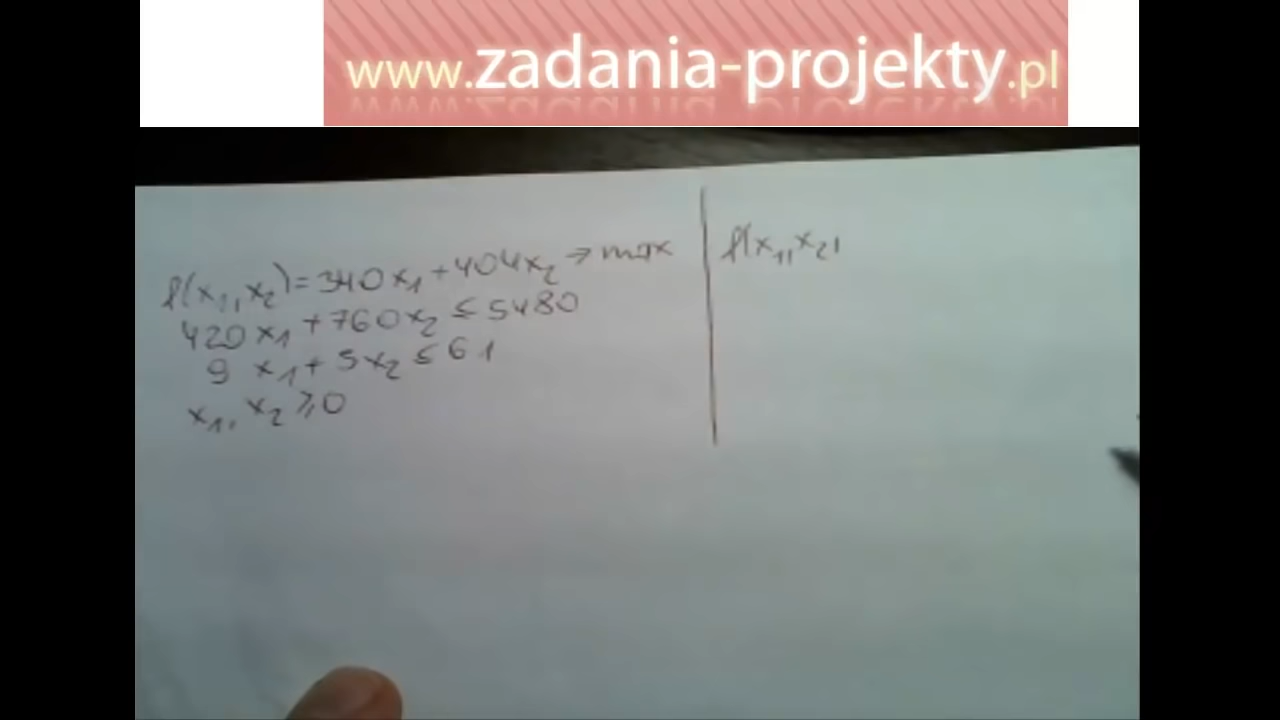 www.zadania-projekty.pl
f(x1,x2)=340x1+404x2→max
420x1+760x2≤5480
9x1+5x2≤61
x1,x2≥0
f(x1,x2,